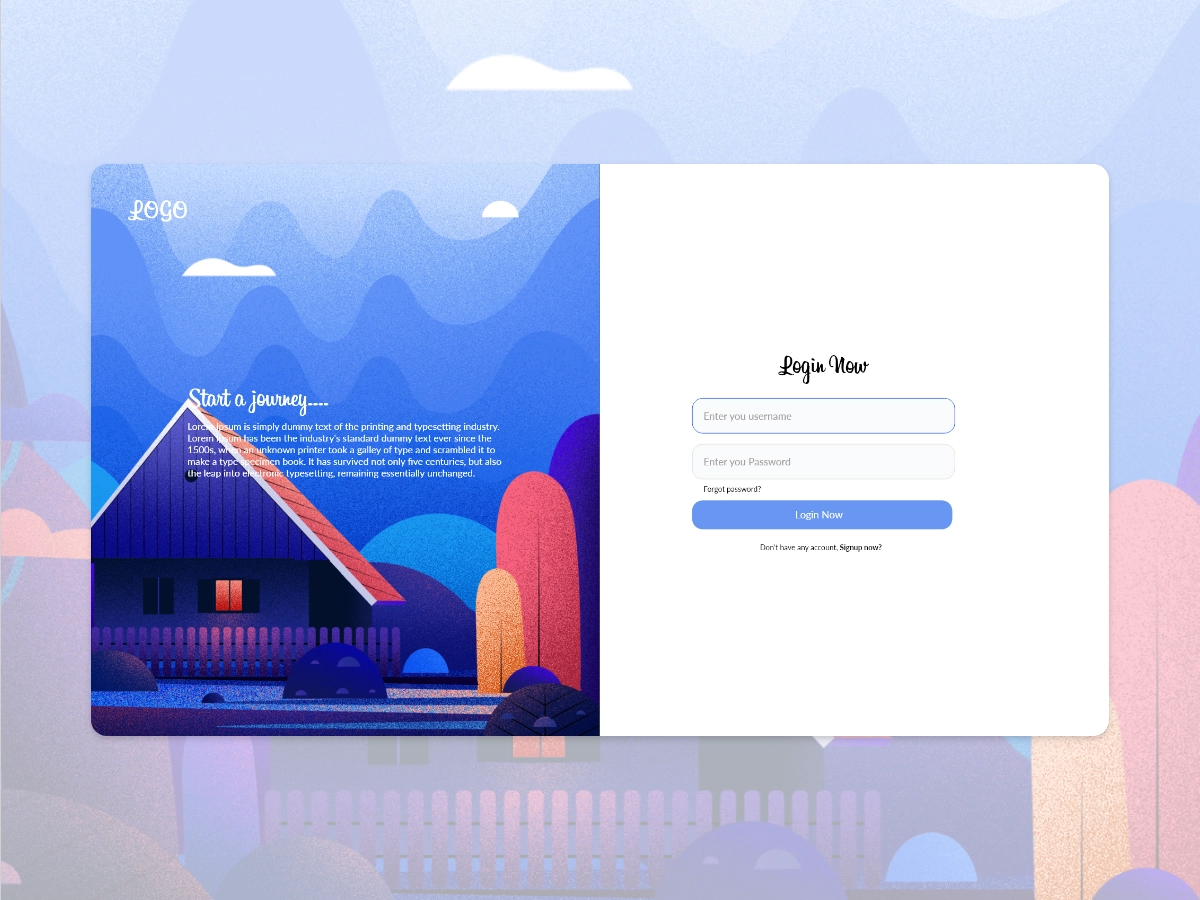 LOGO
Start a journey....
Lorem Ipsum is simply dummy text of the printing and typesetting industry.
Lorem Ipsum has been the industry's standard dummy text ever since the
1500s, when an unknown printer took a galley of type and scrambled it to
make a type specimen book. It has survived not only five centuries, but also
the leap into electronic typesetting, remaining essentially unchanged.
Login Now
Enter you username
Enter you Password
Forgot password?
Login Now
Don't have any account, Signup now?